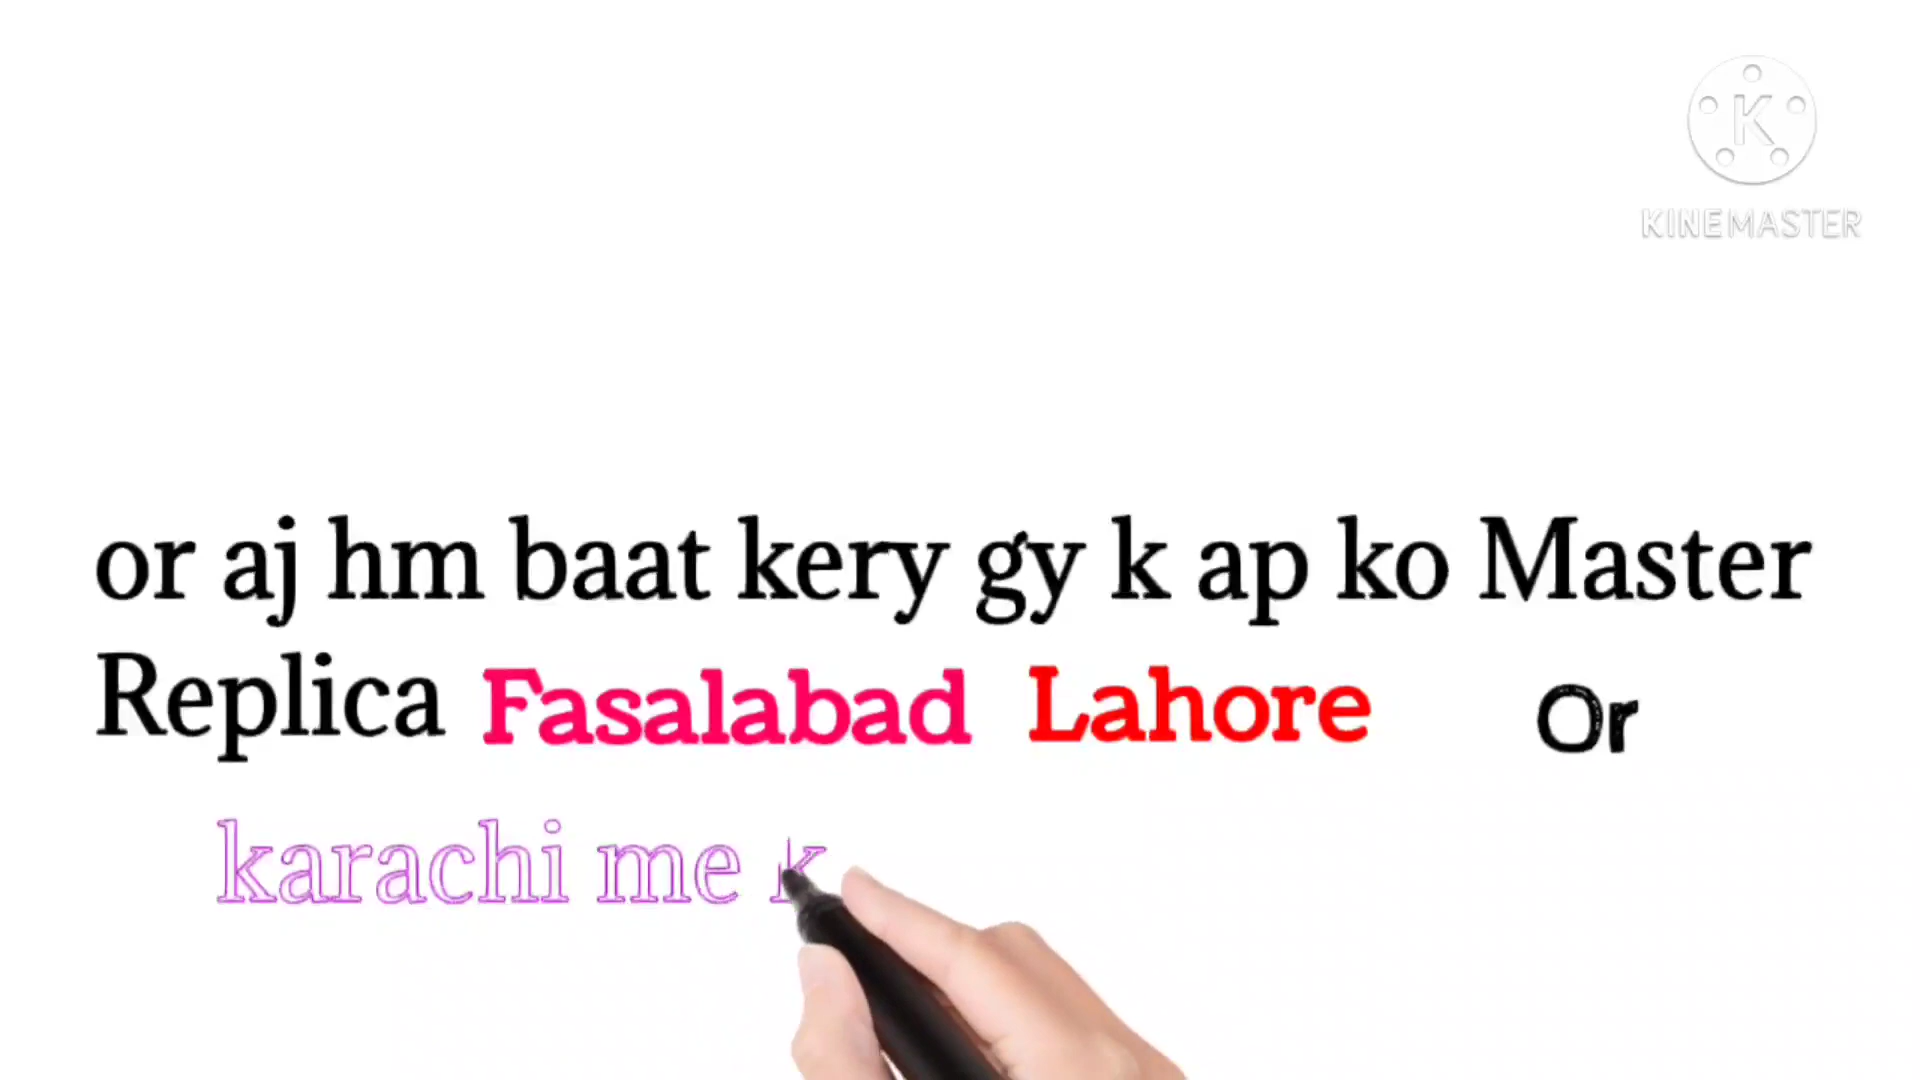 K
KINEMASTER
or aj hm baat kery gy k ap ko Master
Replica Fasalabad Lahore Or
karachi me k